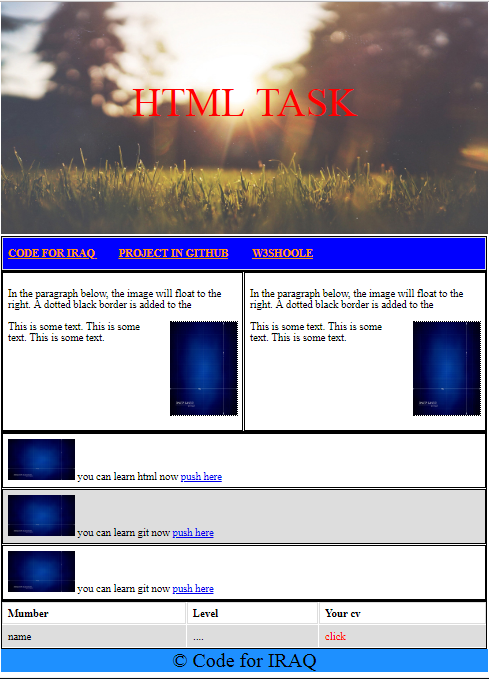 HTML TASK
CODE FOR IRAQ PROJECT IN GITHUB W3SHOOLE
In the paragraph below, the image will float to the
right. A dotted black border is added to the
This is some text. This is some
text. This is some text.
In the paragraph below, the image will float to the
right. A dotted black border is added to the
This is some text. This is some
text. This is some text.
you can learn html now push here
you can learn git now push here
you can learn git now push here
Mumber Level Your cv
name .... click
© Code for IRAQ